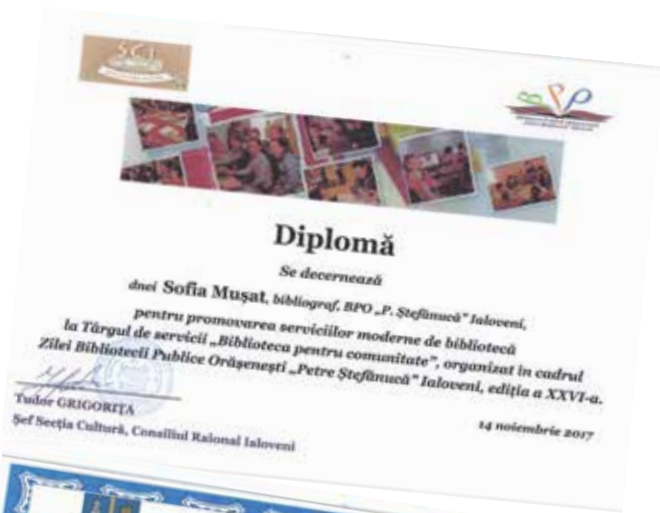 SCI
BPP
Diplomă
Se decernează
dnei Sofia Mușat, bibliograf, BPO „P. Ștefănucă” Ialoveni,
pentru promovarea serviciilor moderne de bibliotecă
la Târgul de servicii „Biblioteca pentru comunitate”, organizat în cadrul
Zilei Bibliotecii Publice Orășenești „Petre Ștefănucă” Ialoveni, ediția a XXVI-a.
Tudor GRIGORIȚA
Șef Secția Cultură, Consiliul Raional Ialoveni
14 noiembrie 2017